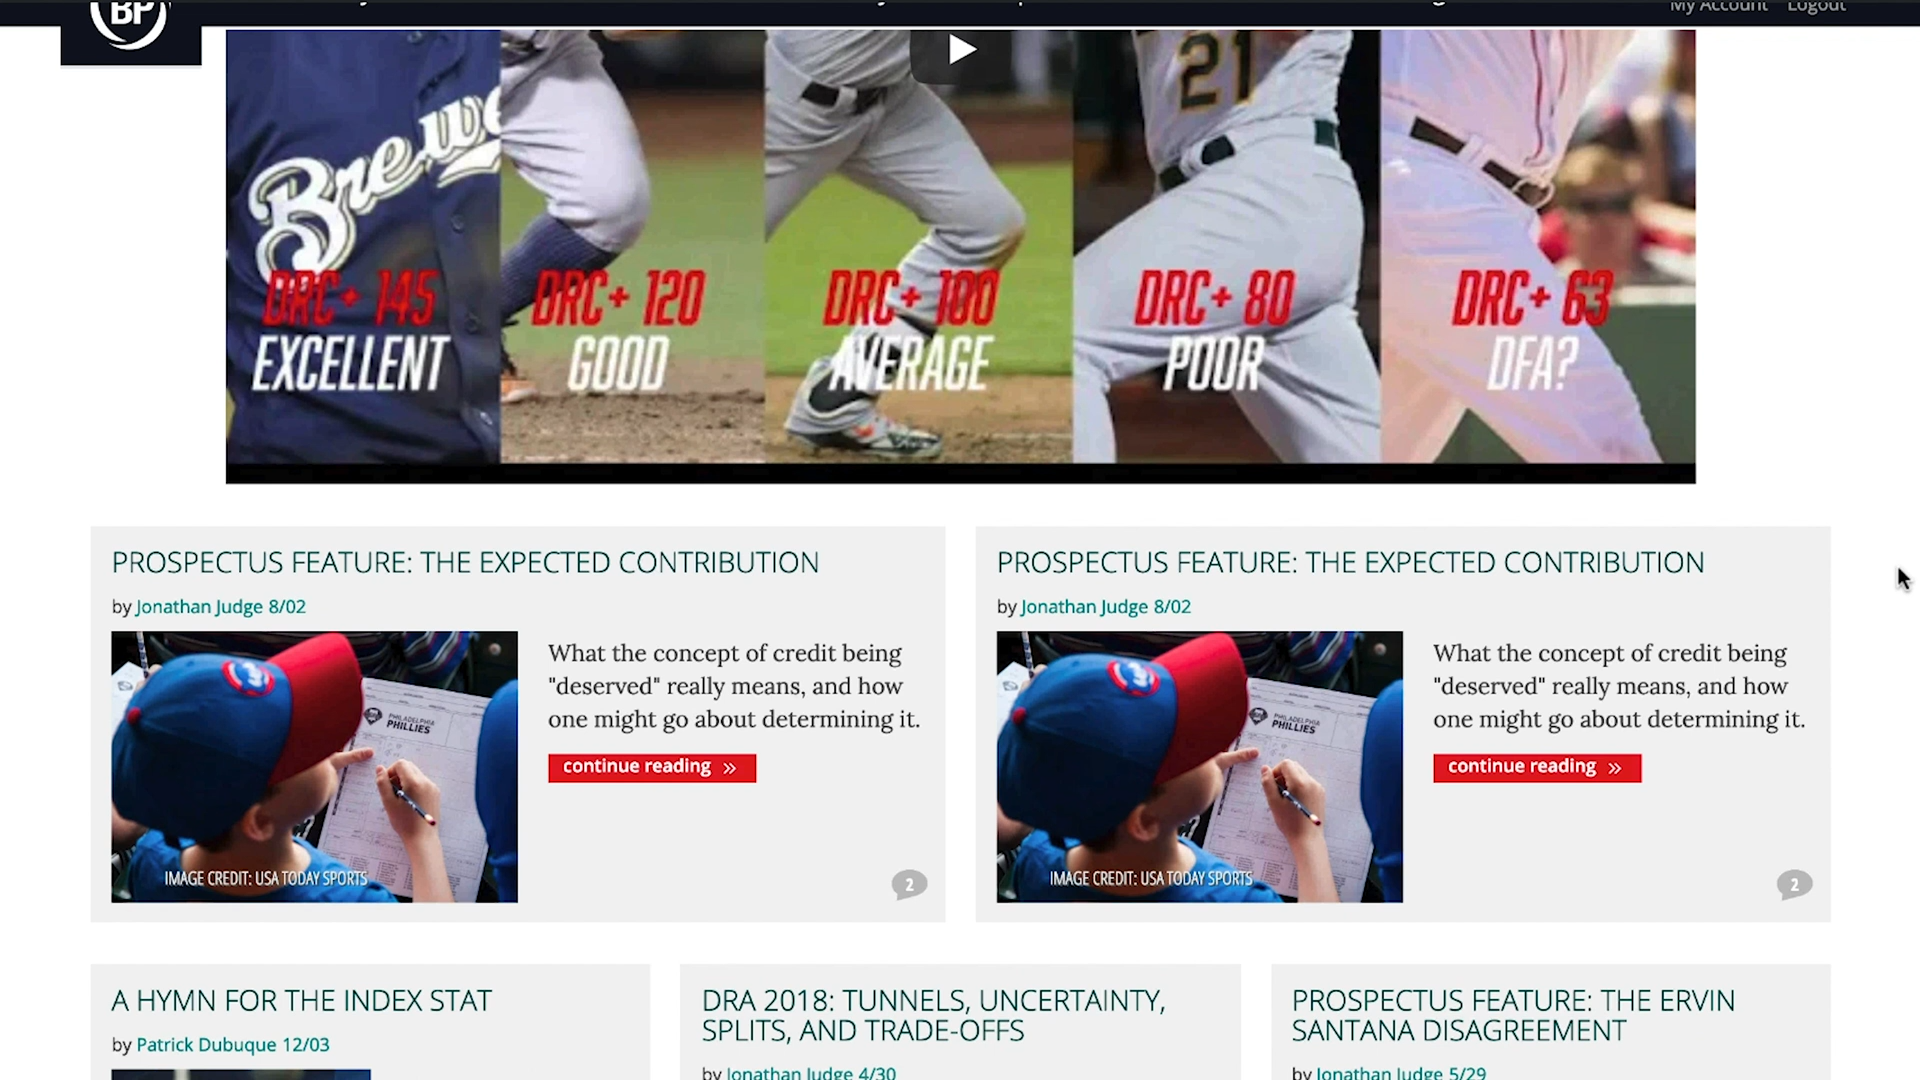 BP
My Account Logout
Brewe
21
DRC+ 145
EXCELLENT
DRC+ 120
GOOD
DRC+ 100
AVERAGE
DRC+ 80
POOR
DRC+ 63
DFA?
PROSPECTUS FEATURE: THE EXPECTED CONTRIBUTION
by Jonathan Judge 8/02
PHILADELPHIA
PHILLIES
IMAGE CREDIT: USA TODAY SPORTS
What the concept of credit being
"deserved" really means, and how
one might go about determining it.
continue reading »
2
PROSPECTUS FEATURE: THE EXPECTED CONTRIBUTION
by Jonathan Judge 8/02
PHILADELPHIA
PHILLIES
IMAGE CREDIT: USA TODAY SPORTS
What the concept of credit being
"deserved" really means, and how
one might go about determining it.
continue reading »
2
A HYMN FOR THE INDEX STAT
by Patrick Dubuque 12/03
DRA 2018: TUNNELS, UNCERTAINTY,
SPLITS, AND TRADE-OFFS
by Jonathan Judge 4/30
PROSPECTUS FEATURE: THE ERVIN
SANTANA DISAGREEMENT
by Jonathan Judge 5/29